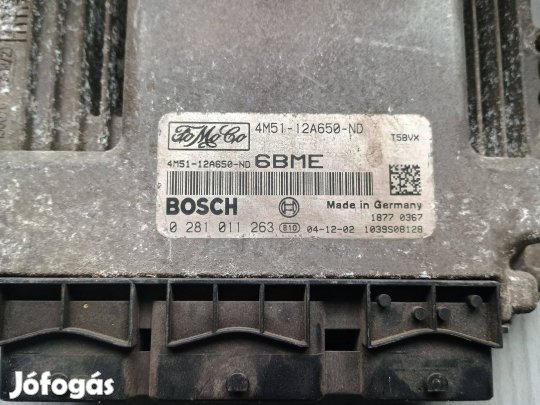 FoMoCo 4M51-12A650-ND
T5BVX
4M51-12A650-ND 6BME
BOSCH Made in Germany
1877 0367
0 281 011 263 810 04-12-02 1039S08128
Jófogás